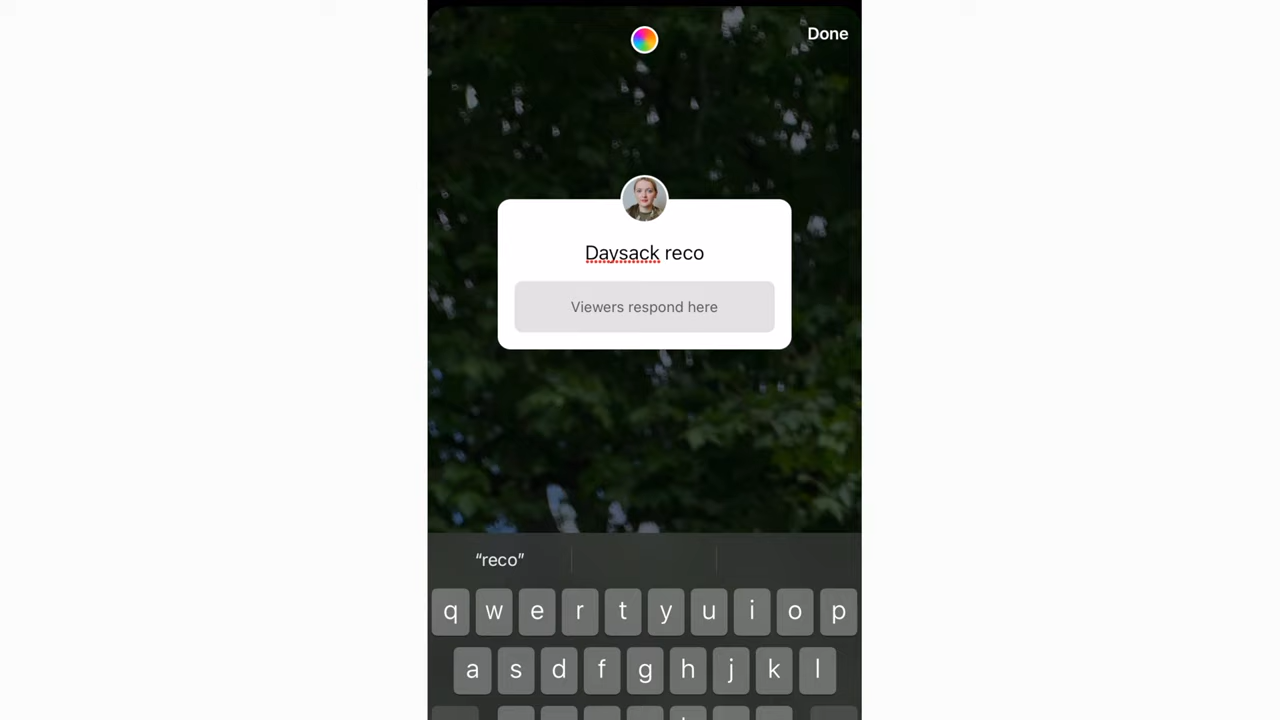 Done
Daysack reco
Viewers respond here
“reco”
q w e r t y u i o p
a s d f g h j k l